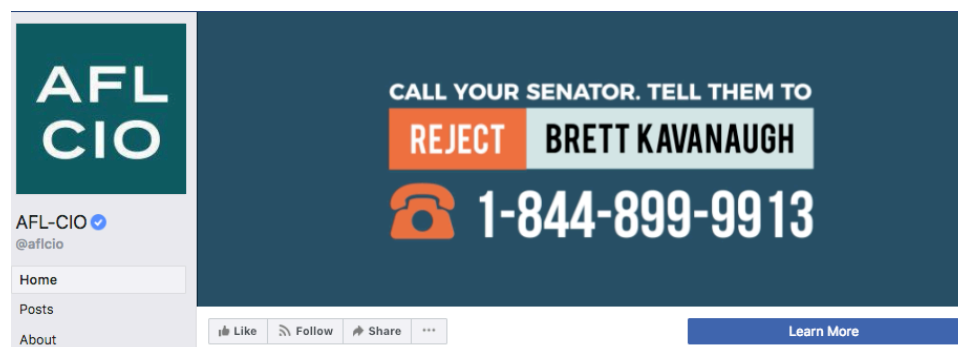 AFL
CIO
AFL-CIO
@aflcio
Home
Posts
About
CALL YOUR SENATOR. TELL THEM TO
REJECT BRETT KAVANAUGH
1-844-899-9913
Like Follow Share ...
Learn More